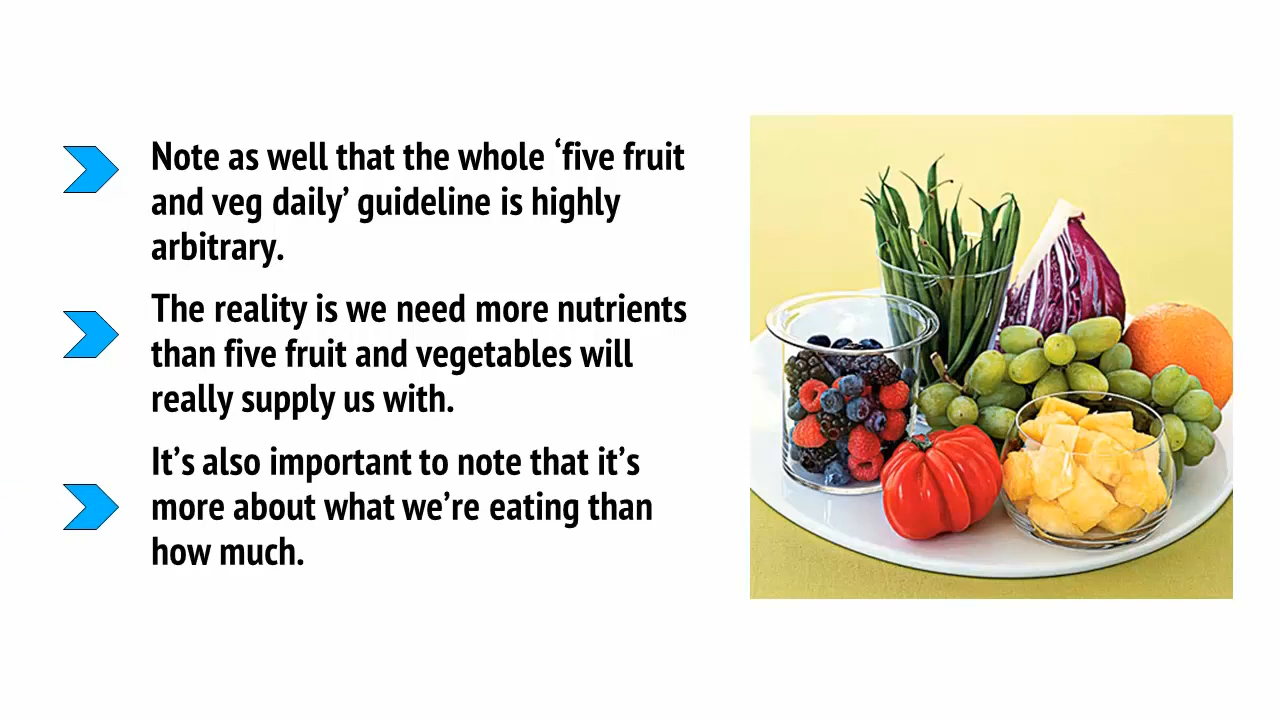 Note as well that the whole ‘five fruit
and veg daily’ guideline is highly
arbitrary.
The reality is we need more nutrients
than five fruit and vegetables will
really supply us with.
It’s also important to note that it’s
more about what we’re eating than
how much.